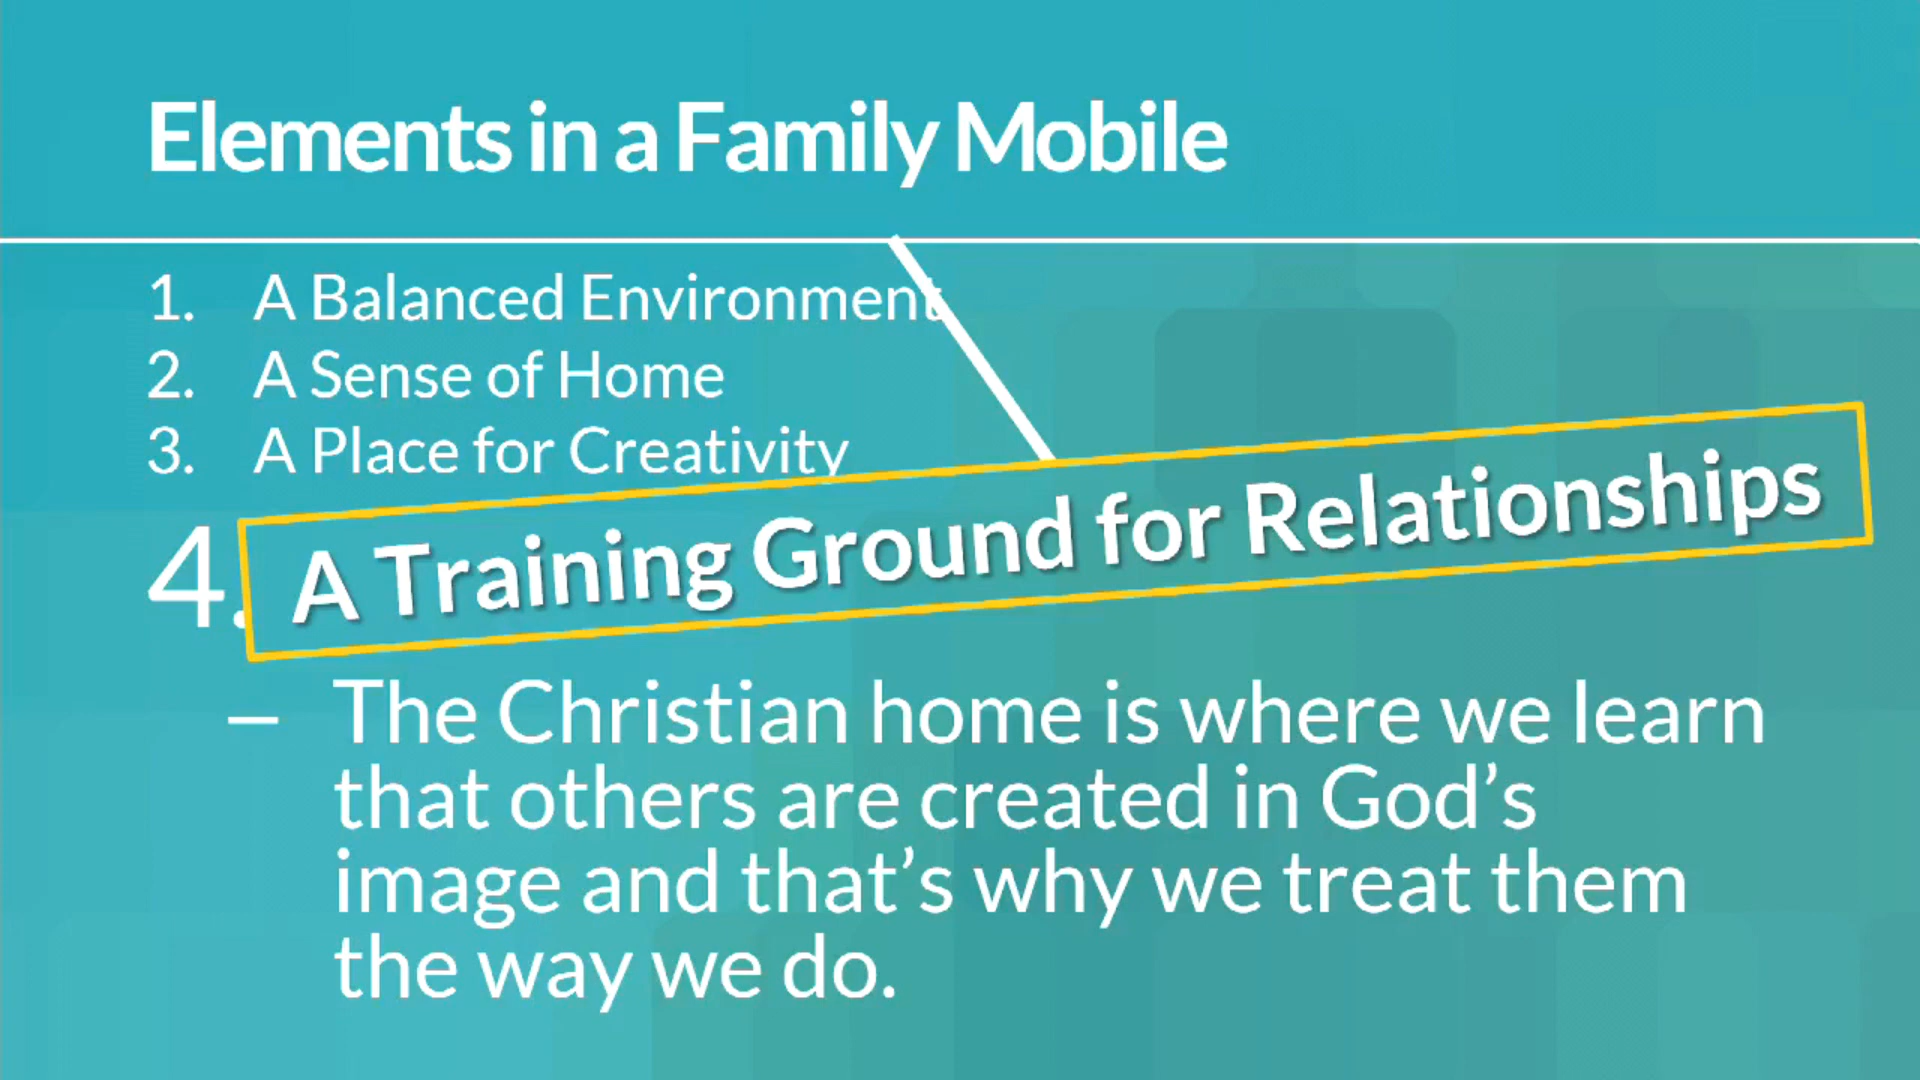 Elements in a Family Mobile
1. A Balanced Environment
2. A Sense of Home
3. A Place for Creativity
4. A Training Ground for Relationships
– The Christian home is where we learn
that others are created in God’s
image and that’s why we treat them
the way we do.